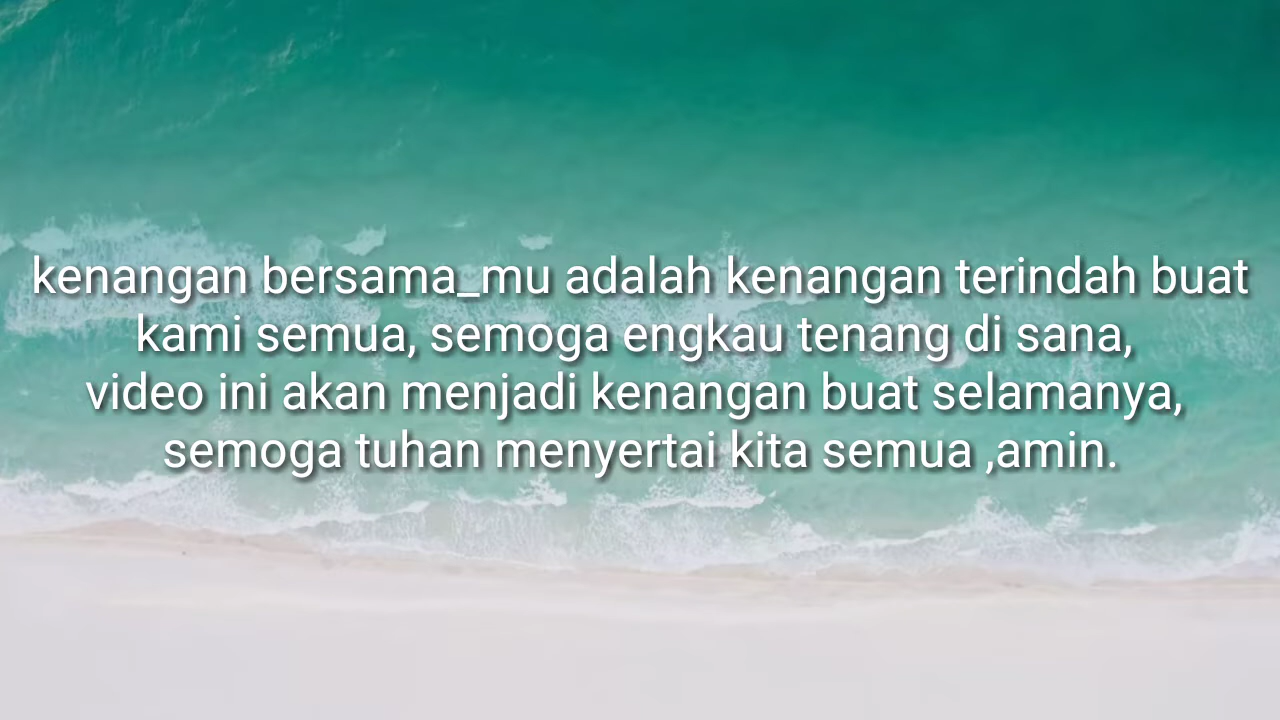 kenangan bersama_mu adalah kenangan terindah buat
kami semua, semoga engkau tenang di sana,
video ini akan menjadi kenangan buat selamanya,
semoga tuhan menyertai kita semua ,amin.